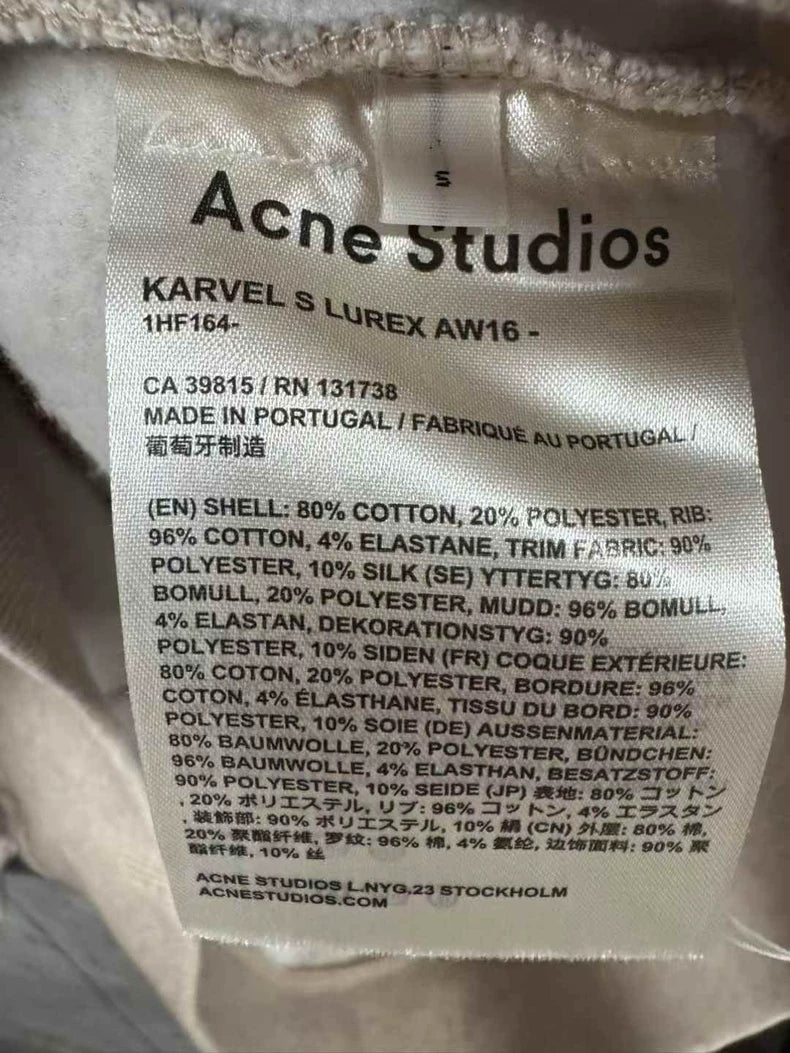 S
Acne Studios
KARVEL S LUREX AW16 -
1HF164-
CA 39815 / RN 131738
MADE IN PORTUGAL / FABRIQUÉ AU PORTUGAL /
葡萄牙制造
(EN) SHELL: 80% COTTON, 20% POLYESTER, RIB:
96% COTTON, 4% ELASTANE, TRIM FABRIC: 90%
POLYESTER, 10% SILK (SE) YTTERTYG: 80%
BOMULL, 20% POLYESTER, MUDD: 96% BOMULL,
4% ELASTAN, DEKORATIONSTYG: 90%
POLYESTER, 10% SIDEN (FR) COQUE EXTÉRIEURE:
80% COTON, 20% POLYESTER, BORDURE: 96%
COTON, 4% ÉLASTHANE, TISSU DU BORD: 90%
POLYESTER, 10% SOIE (DE) AUSSENMATERIAL:
80% BAUMWOLLE, 20% POLYESTER, BÜNDCHEN:
96% BAUMWOLLE, 4% ELASTHAN, BESATZSTOFF:
90% POLYESTER, 10% SEIDE (JP) 表地: 80% コットン
, 20% ポリエステル, リブ: 96% コットン, 4% エラスタン
, 装飾部: 90% ポリエステル, 10% 絹 (CN) 外层: 80% 棉,
20% 聚酯纤维, 罗纹: 96% 棉, 4% 氨纶, 边饰面料: 90% 聚
酯纤维, 10% 丝
ACNE STUDIOS L.NYG.23 STOCKHOLM
ACNESTUDIOS.COM